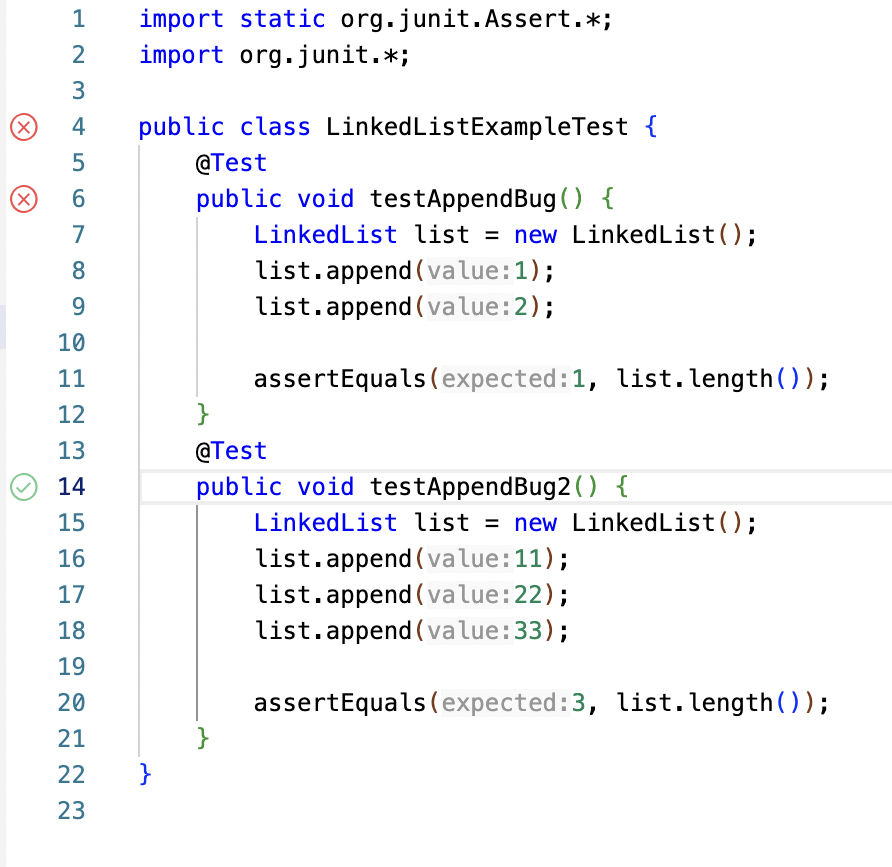 1 import static org.junit.Assert.*;
2 import org.junit.*;
3
4 public class LinkedListExampleTest {
5     @Test
6     public void testAppendBug() {
7         LinkedList list = new LinkedList();
8         list.append(value:1);
9         list.append(value:2);
10
11         assertEquals(expected:1, list.length());
12     }
13     @Test
14     public void testAppendBug2() {
15         LinkedList list = new LinkedList();
16         list.append(value:11);
17         list.append(value:22);
18         list.append(value:33);
19
20         assertEquals(expected:3, list.length());
21     }
22 }
23